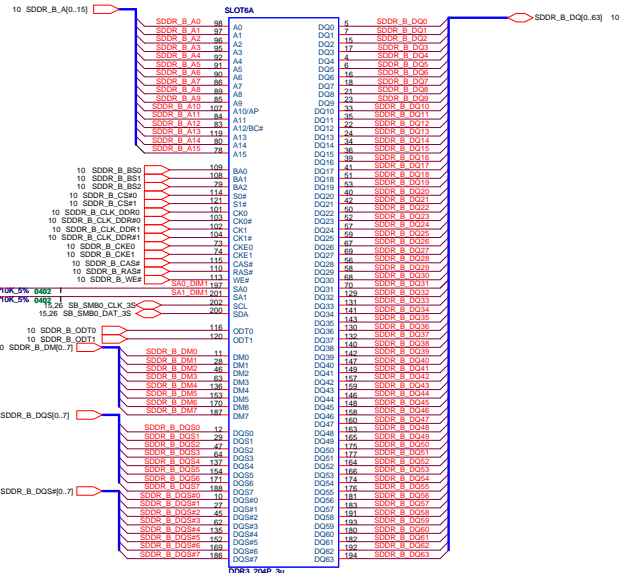 10 SDDR_B_A[0..15]
SLOT6A
SDDR_B_DQ[0..63] 10
SDDR_B_A0 98 A0 DQ0 5 SDDR_B_DQ0
SDDR_B_A1 97 A1 DQ1 7 SDDR_B_DQ1
SDDR_B_A2 96 A2 DQ2 15 SDDR_B_DQ2
SDDR_B_A3 95 A3 DQ3 17 SDDR_B_DQ3
SDDR_B_A4 92 A4 DQ4 4 SDDR_B_DQ4
SDDR_B_A5 91 A5 DQ5 6 SDDR_B_DQ5
SDDR_B_A6 90 A6 DQ6 16 SDDR_B_DQ6
SDDR_B_A7 86 A7 DQ7 18 SDDR_B_DQ7
SDDR_B_A8 89 A8 DQ8 21 SDDR_B_DQ8
SDDR_B_A9 85 A9 DQ9 23 SDDR_B_DQ9
SDDR_B_A10 107 A10/AP DQ10 33 SDDR_B_DQ10
SDDR_B_A11 84 A11 DQ11 35 SDDR_B_DQ11
SDDR_B_A12 83 A12/BC# DQ12 22 SDDR_B_DQ12
SDDR_B_A13 119 A13 DQ13 24 SDDR_B_DQ13
SDDR_B_A14 80 A14 DQ14 34 SDDR_B_DQ14
SDDR_B_A15 78 A15 DQ15 36 SDDR_B_DQ15
DQ16 39 SDDR_B_DQ16
10 SDDR_B_BS0 109 BA0 DQ17 41 SDDR_B_DQ17
10 SDDR_B_BS1 108 BA1 DQ18 51 SDDR_B_DQ18
10 SDDR_B_BS2 79 BA2 DQ19 53 SDDR_B_DQ19
10 SDDR_B_CS#0 114 S0# DQ20 40 SDDR_B_DQ20
10 SDDR_B_CS#1 121 S1# DQ21 42 SDDR_B_DQ21
10 SDDR_B_CLK_DDR0 101 CK0 DQ22 50 SDDR_B_DQ22
10 SDDR_B_CLK_DDR#0 103 CK0# DQ23 52 SDDR_B_DQ23
10 SDDR_B_CLK_DDR1 102 CK1 DQ24 57 SDDR_B_DQ24
10 SDDR_B_CLK_DDR#1 104 CK1# DQ25 59 SDDR_B_DQ25
10 SDDR_B_CKE0 73 CKE0 DQ26 67 SDDR_B_DQ26
10 SDDR_B_CKE1 74 CKE1 DQ27 69 SDDR_B_DQ27
10 SDDR_B_CAS# 115 CAS# DQ28 56 SDDR_B_DQ28
10 SDDR_B_RAS# 110 RAS# DQ29 58 SDDR_B_DQ29
10 SDDR_B_WE# 113 WE# DQ30 68 SDDR_B_DQ30
10K_5% 0402 SA0_DIM1 197 SA0 DQ31 70 SDDR_B_DQ31
10K_5% 0402 SA1_DIM1 201 SA1 DQ32 129 SDDR_B_DQ32
15,26 SB_SMB0_CLK_3S 202 SCL DQ33 131 SDDR_B_DQ33
15,26 SB_SMB0_DAT_3S 200 SDA DQ34 141 SDDR_B_DQ34
DQ35 143 SDDR_B_DQ35
10 SDDR_B_ODT0 116 ODT0 DQ36 130 SDDR_B_DQ36
10 SDDR_B_ODT1 120 ODT1 DQ37 132 SDDR_B_DQ37
0 SDDR_B_DM[0..7] DQ38 140 SDDR_B_DQ38
SDDR_B_DM0 11 DM0 DQ39 142 SDDR_B_DQ39
SDDR_B_DM1 28 DM1 DQ40 147 SDDR_B_DQ40
SDDR_B_DM2 46 DM2 DQ41 149 SDDR_B_DQ41
SDDR_B_DM3 63 DM3 DQ42 157 SDDR_B_DQ42
SDDR_B_DM4 136 DM4 DQ43 159 SDDR_B_DQ43
SDDR_B_DM5 153 DM5 DQ44 146 SDDR_B_DQ44
SDDR_B_DM6 170 DM6 DQ45 148 SDDR_B_DQ45
SDDR_B_DM7 187 DM7 DQ46 158 SDDR_B_DQ46
SDDR_B_DQS[0..7] DQ47 160 SDDR_B_DQ47
SDDR_B_DQS0 12 DQS0 DQ48 163 SDDR_B_DQ48
SDDR_B_DQS1 29 DQS1 DQ49 165 SDDR_B_DQ49
SDDR_B_DQS2 47 DQS2 DQ50 175 SDDR_B_DQ50
SDDR_B_DQS3 64 DQS3 DQ51 177 SDDR_B_DQ51
SDDR_B_DQS4 137 DQS4 DQ52 164 SDDR_B_DQ52
SDDR_B_DQS5 154 DQS5 DQ53 166 SDDR_B_DQ53
SDDR_B_DQS6 171 DQS6 DQ54 174 SDDR_B_DQ54
SDDR_B_DQS7 188 DQS7 DQ55 176 SDDR_B_DQ55
SDDR_B_DQS#[0..7]
SDDR_B_DQS#0 10 DQS#0 DQ56 181 SDDR_B_DQ56
SDDR_B_DQS#1 27 DQS#1 DQ57 183 SDDR_B_DQ57
SDDR_B_DQS#2 45 DQS#2 DQ58 191 SDDR_B_DQ58
SDDR_B_DQS#3 62 DQS#3 DQ59 193 SDDR_B_DQ59
SDDR_B_DQS#4 135 DQS#4 DQ60 180 SDDR_B_DQ60
SDDR_B_DQS#5 152 DQS#5 DQ61 182 SDDR_B_DQ61
SDDR_B_DQS#6 169 DQS#6 DQ62 192 SDDR_B_DQ62
SDDR_B_DQS#7 186 DQS#7 DQ63 194 SDDR_B_DQ63
DDR3_204P_3u